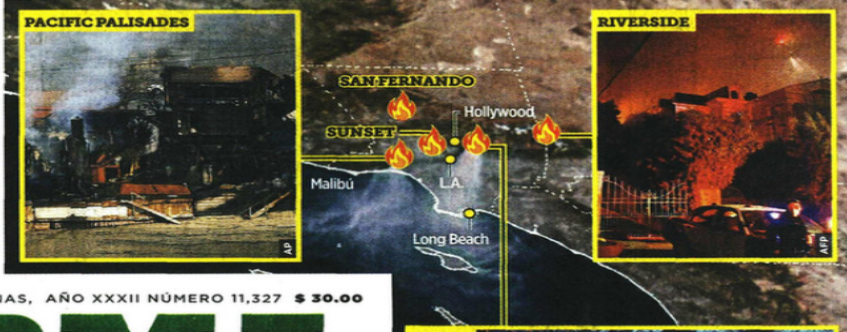 PACIFIC PALISADES
RIVERSIDE
SAN FERNANDO
Hollywood
SUNSET
Malibú
L.A.
Long Beach
AP
AFP
AÑO XXXII NÚMERO 11,327 $ 30.00